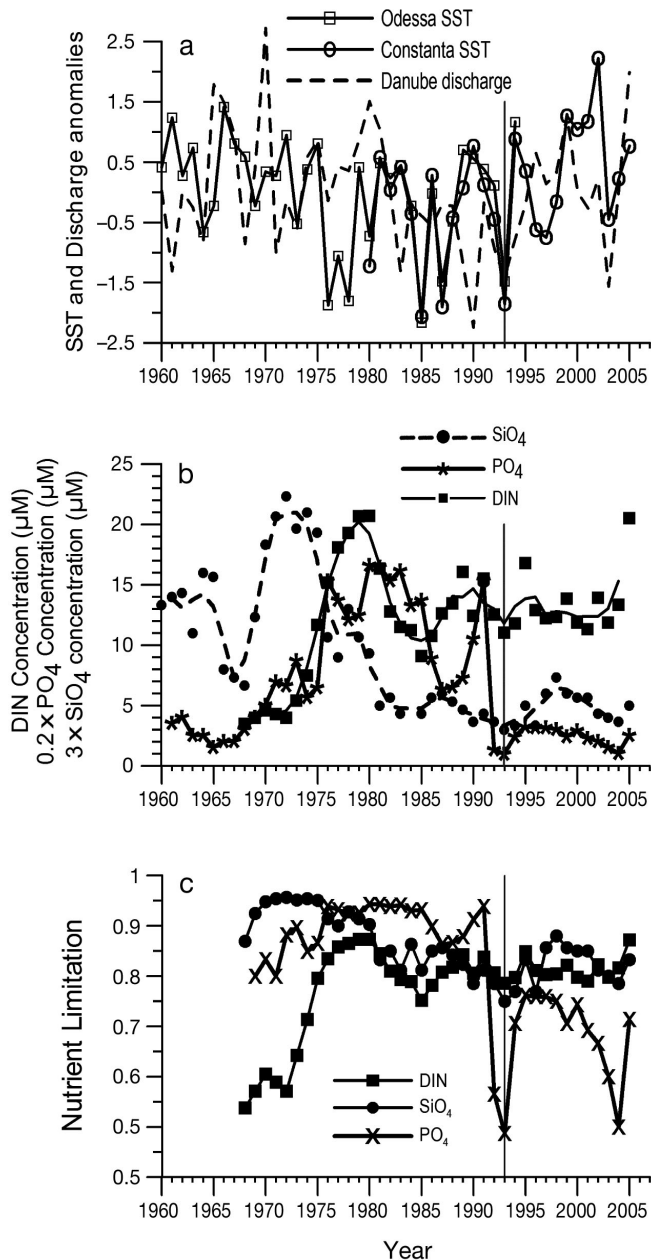 Odessa SST
Constanta SST
Danube discharge
a
SST and Discharge anomalies
2.5
1.5
0.5
-0.5
-1.5
-2.5
1960 1965 1970 1975 1980 1985 1990 1995 2000 2005
SiO4
PO4
DIN
b
DIN Concentration (µM)
0.2 x PO4 Concentration (µM)
3 x SiO4 concentration (µM)
25
20
15
10
5
0
1960 1965 1970 1975 1980 1985 1990 1995 2000 2005
c
Nutrient Limitation
1
0.9
0.8
0.7
0.6
0.5
0.5
DIN
SiO4
PO4
1960 1965 1970 1975 1980 1985 1990 1995 2000 2005
Year